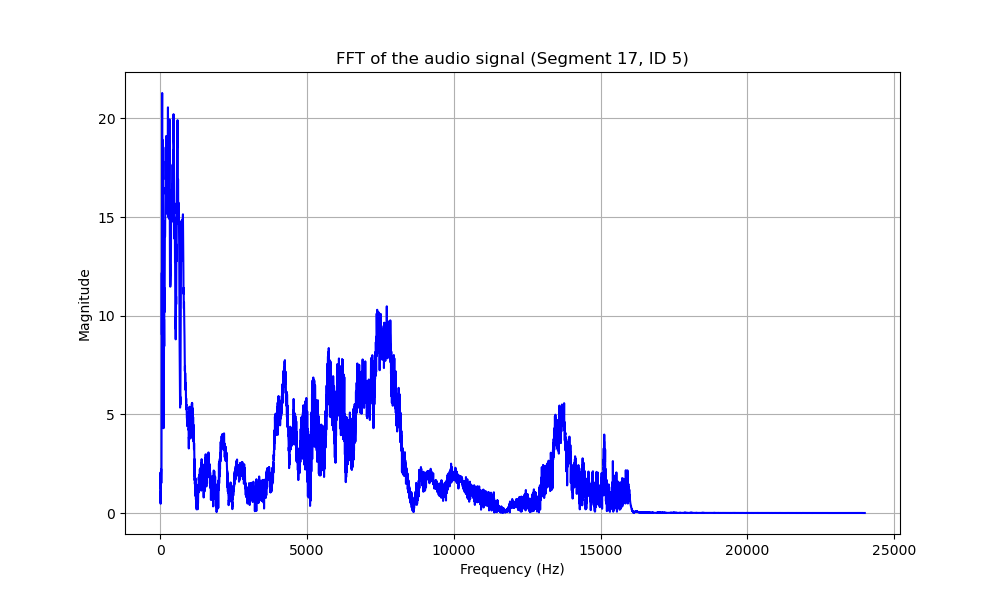 FFT of the audio signal (Segment 17, ID 5)
Magnitude
20
15
10
5
0
0 5000 10000 15000 20000 25000
Frequency (Hz)